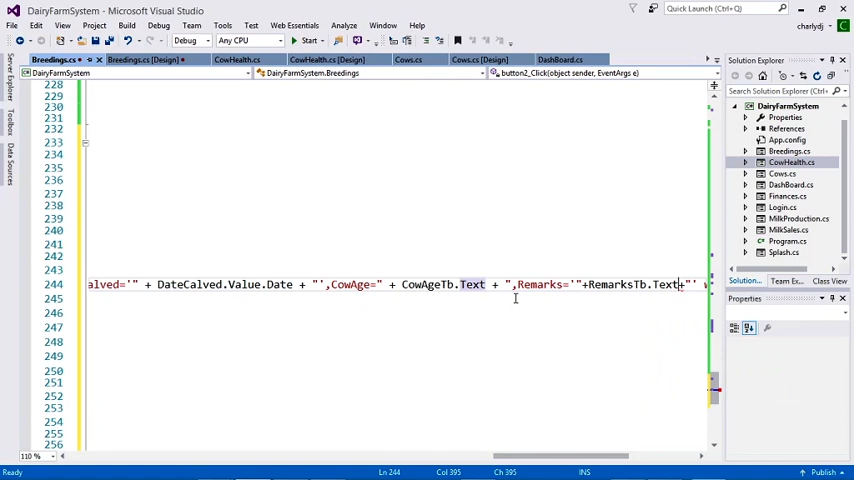 DairyFarmSystem (Running) - Microsoft Visual Studio
Quick Launch (Ctrl+Q)
File Edit View Project Build Debug Team Tools Test Web Essentials Analyze Window Help
charlydj
Debug Any CPU Start
Breedings.cs Breedings.cs [Design] CowHealth.cs CowHealth.cs [Design] Cows.cs Cows.cs [Design] DashBoard.cs
DairyFarmSystem DairyFarmSystem.Breedings button2_Click(object sender, EventArgs e)
Server Explorer
Toolbox
Data Sources
228
229
230
231
232
233
234
235
236
237
238
239
240
241
242
243
244 alved='" + DateCalved.Value.Date + "',CowAge=" + CowAgeTb.Text + ",Remarks='"+RemarksTb.Text+"' w
245
246
247
248
249
250
251
252
253
254
255
256
110 %
Solution Explorer
Search Solution Explorer
DairyFarmSystem
Properties
References
App.config
Breedings.cs
CowHealth.cs
Cows.cs
DashBoard.cs
Finances.cs
Login.cs
MilkProduction.cs
MilkSales.cs
Program.cs
Splash.cs
Solution... Team Ex... Class View
Properties
Ready Ln 244 Col 395 Ch 395 INS Publish